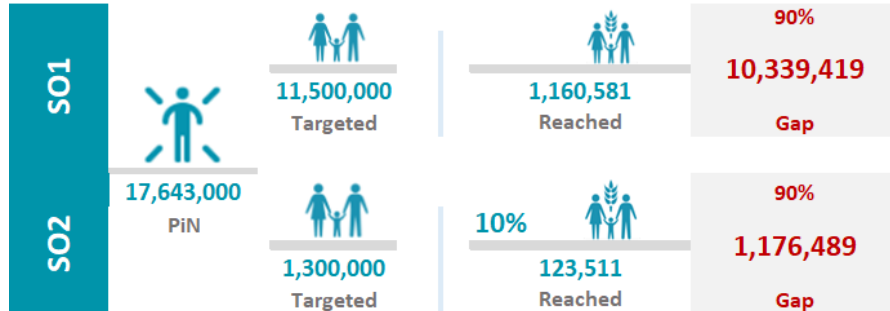 SO1
11,500,000
Targeted
1,160,581
Reached
90%
10,339,419
Gap
17,643,000
PiN
SO2
1,300,000
Targeted
10%
123,511
Reached
90%
1,176,489
Gap